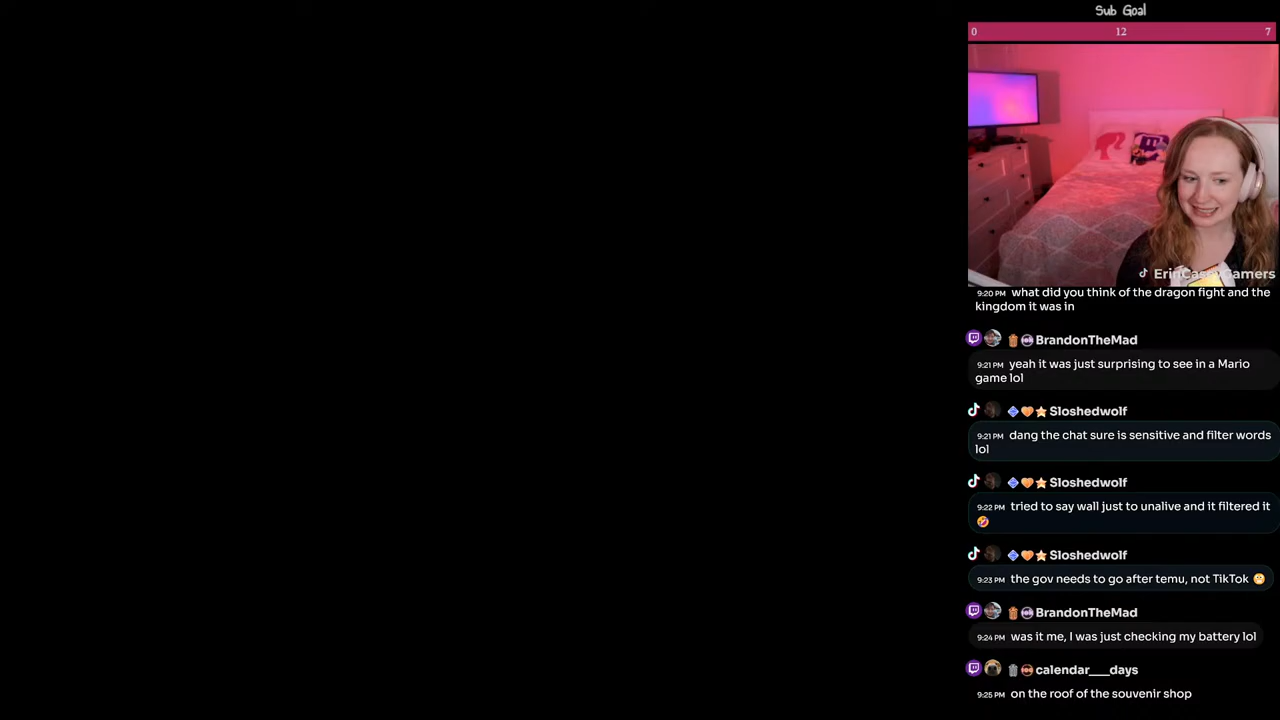 Sub Goal
0 12 7
ErinCaseyGamers
9:20 PM what did you think of the dragon fight and the
kingdom it was in
BrandonTheMad
9:21 PM yeah it was just surprising to see in a Mario
game lol
Sloshedwolf
9:21 PM dang the chat sure is sensitive and filter words
lol
Sloshedwolf
9:22 PM tried to say wall just to unalive and it filtered it
🤣
Sloshedwolf
9:23 PM the gov needs to go after temu, not TikTok
BrandonTheMad
9:24 PM was it me, I was just checking my battery lol
calendar___days
9:25 PM on the roof of the souvenir shop